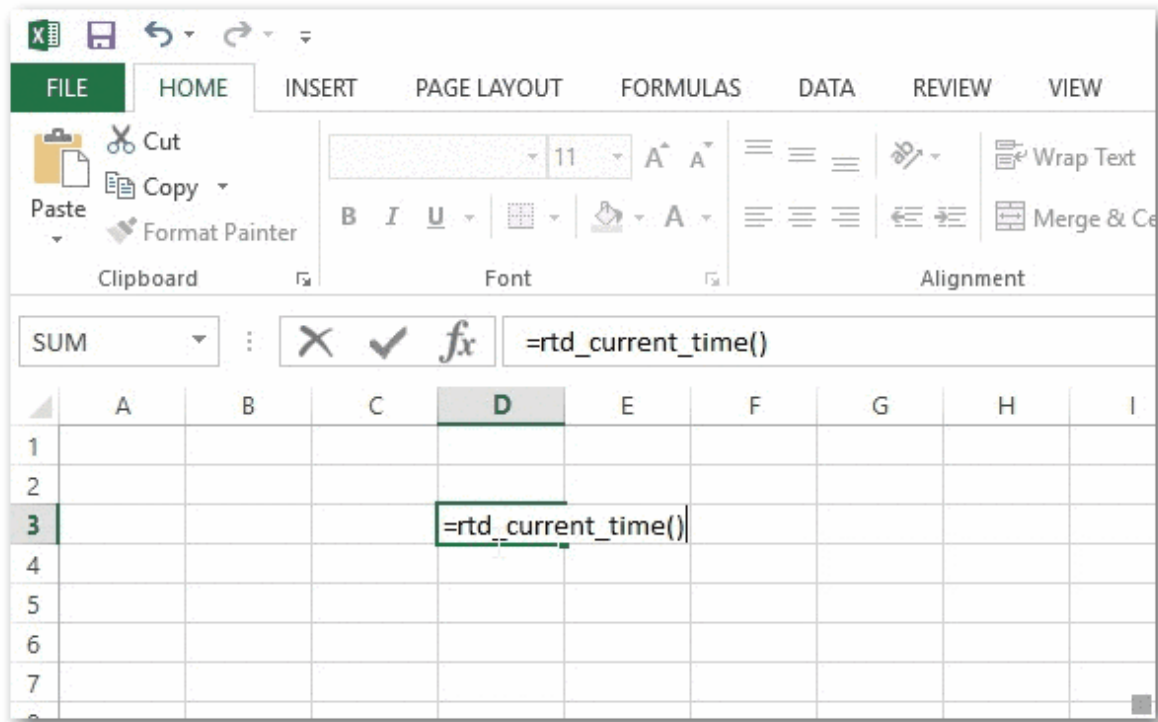 FILE HOME INSERT PAGE LAYOUT FORMULAS DATA REVIEW VIEW
Cut
Copy
Paste
Format Painter
11 A A
B I U A
Wrap Text
Merge & Ce
Clipboard Font Alignment
SUM fx =rtd_current_time()
A B C D E F G H I
1
2
3 =rtd_current_time()
4
5
6
7